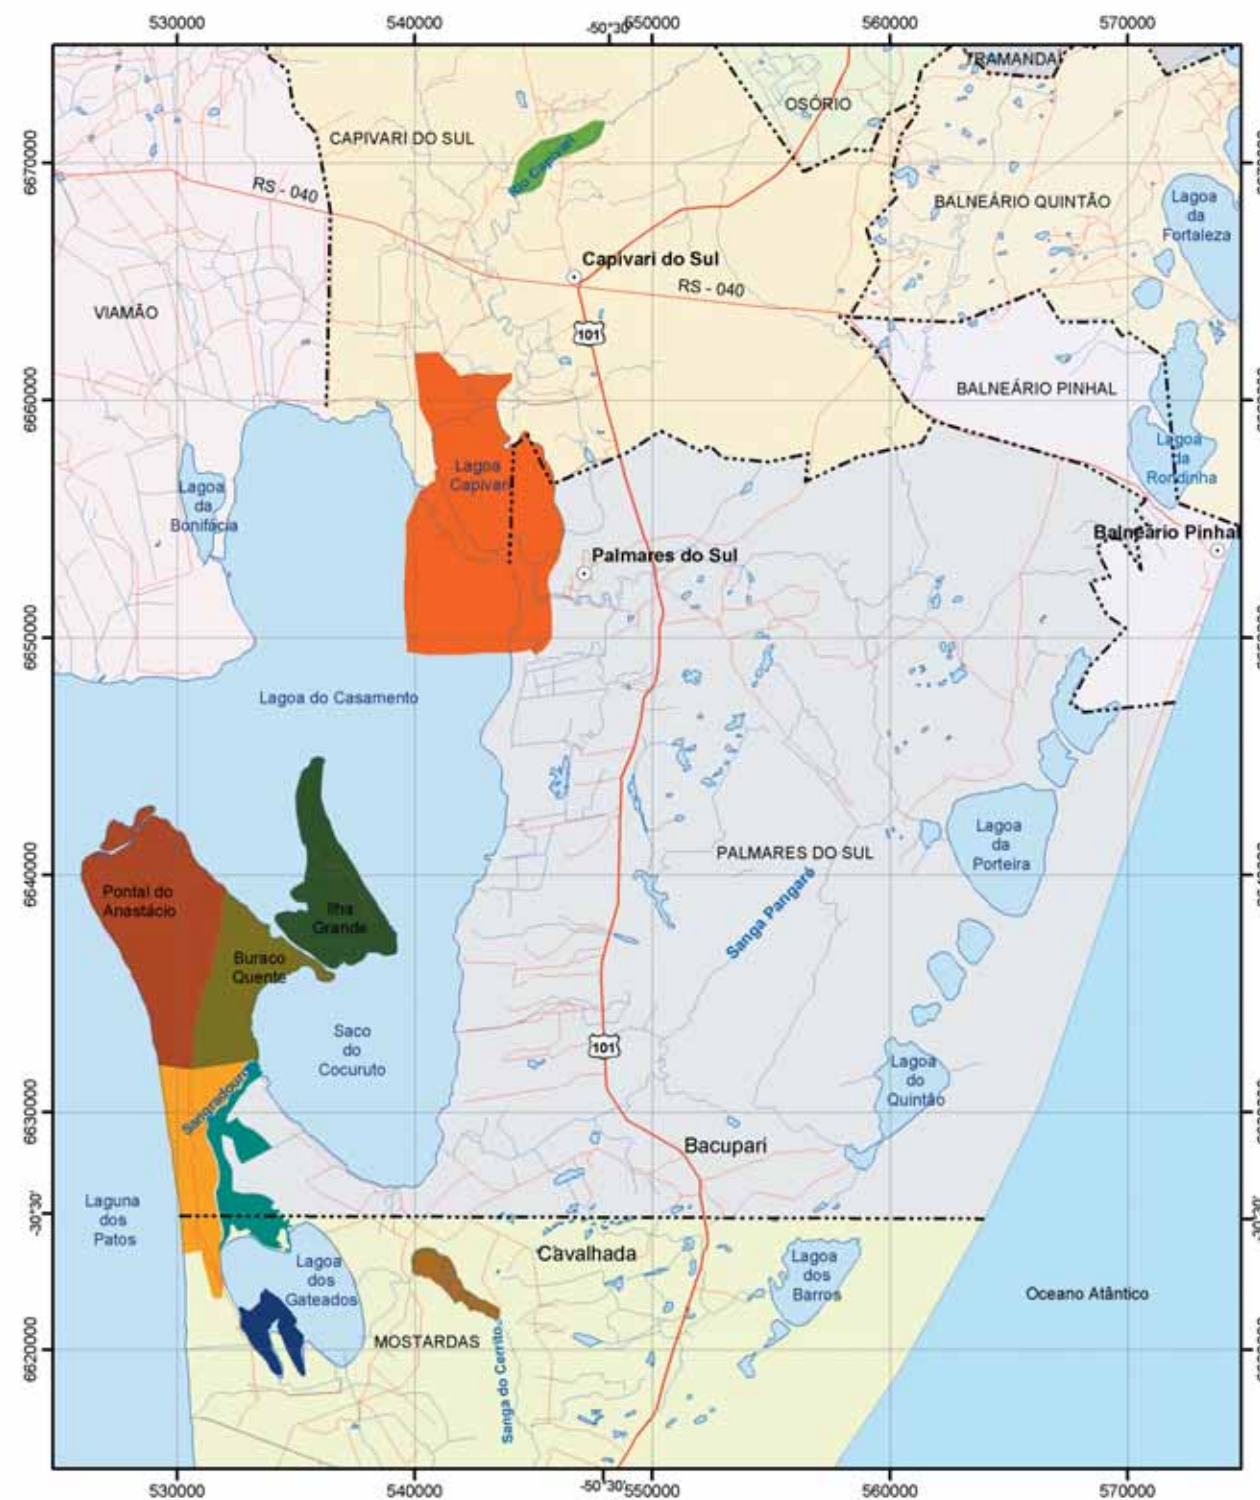 530000
540000
-50°30'
550000
560000
570000
TRAMANDAÍ
OSÓRIO
CAPIVARI DO SUL
Rio Capivari
6670000
RS - 040
BALNEÁRIO QUINTÃO
Lagoa
da
Fortaleza
Capivari do Sul
RS - 040
VIAMÃO
101
6660000
BALNEÁRIO PINHAL
Lagoa
da
Rondinha
Lagoa
Capivari
Lagoa
da
Bonifácia
Balneário Pinhal
Palmares do Sul
6650000
Lagoa do Casamento
Lagoa
da
Porteira
PALMARES DO SUL
6640000
Pontal do
Anastácio
Ilha
Grande
Sanga Pangaré
Buraco
Quente
Saco
do
Cocuruto
101
Lagoa
do
Quintão
Sangradouro
6630000
Bacupari
Laguna
dos
Patos
-30°30'
-30°30'
Cavalhada
Lagoa
dos
Gateados
Lagoa
dos
Barros
Oceano Atântico
MOSTARDAS
6620000
Sanga do Cerrito
530000
540000
-50°30'
550000
560000
570000